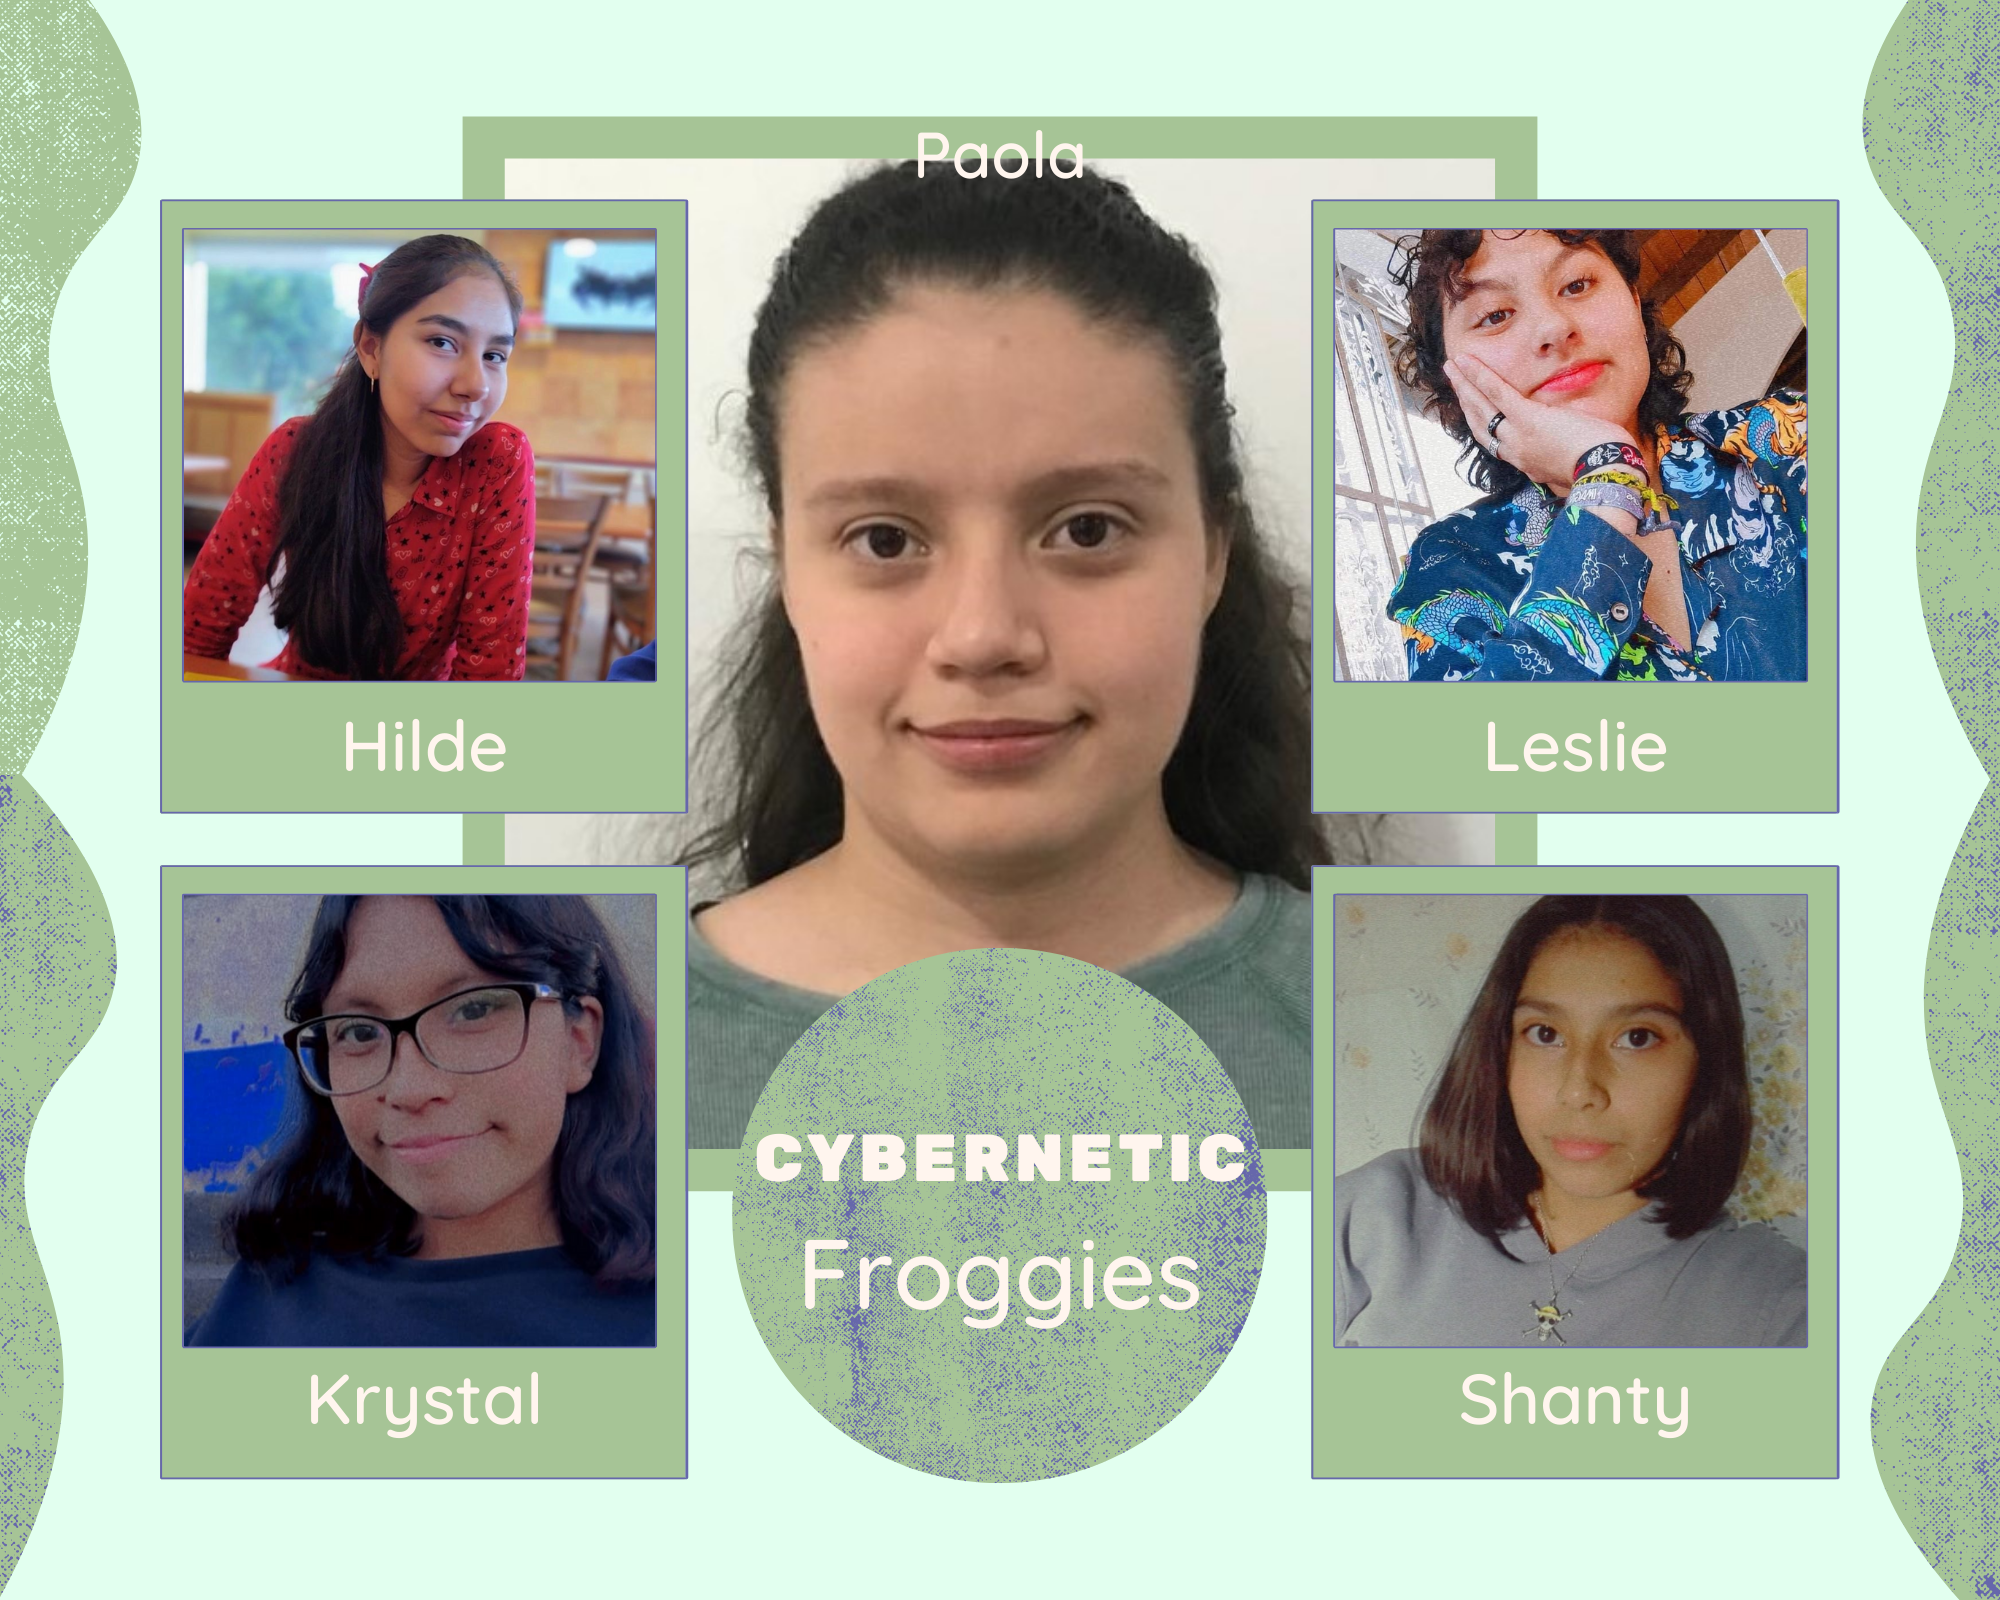 Paola
Hilde
Leslie
CYBERNETIC
Froggies
Krystal
Shanty